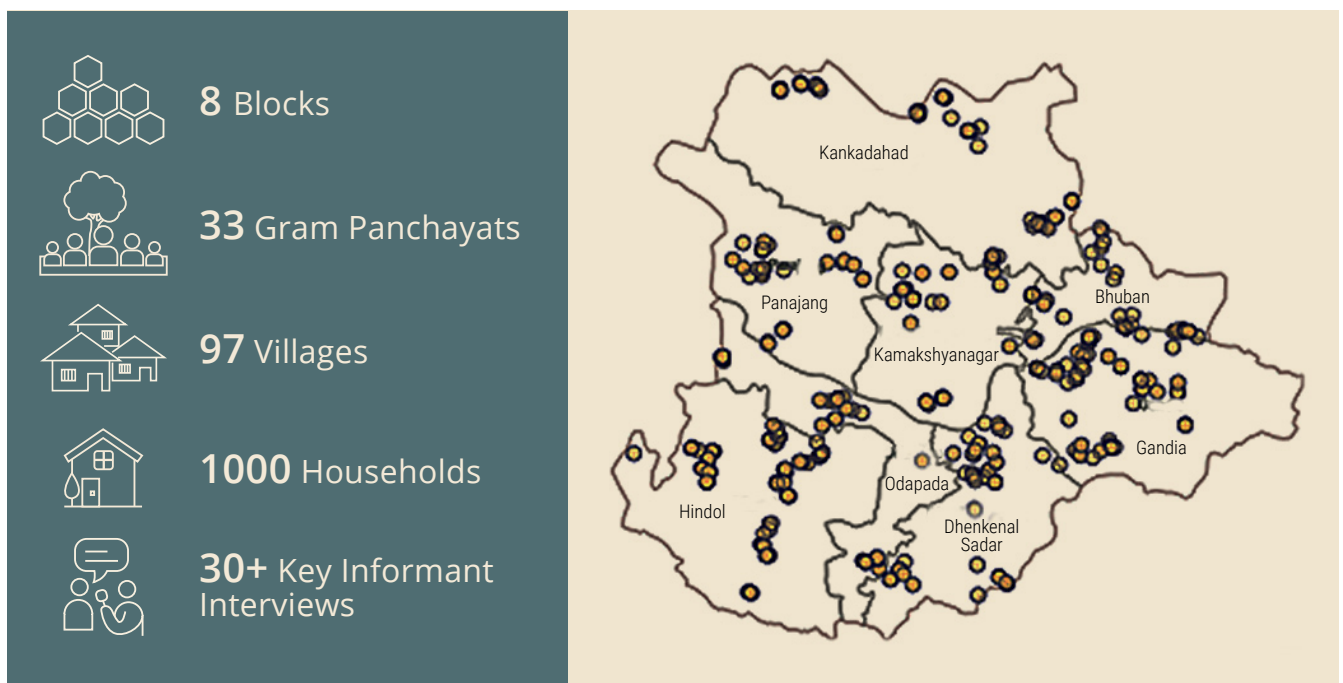 8 Blocks
33 Gram Panchayats
97 Villages
1000 Households
30+ Key Informant
Interviews
Kankadahad
Bhuban
Panajang
Kamakshyanagar
Gandia
Odapada
Hindol
Dhenkenal
Sadar